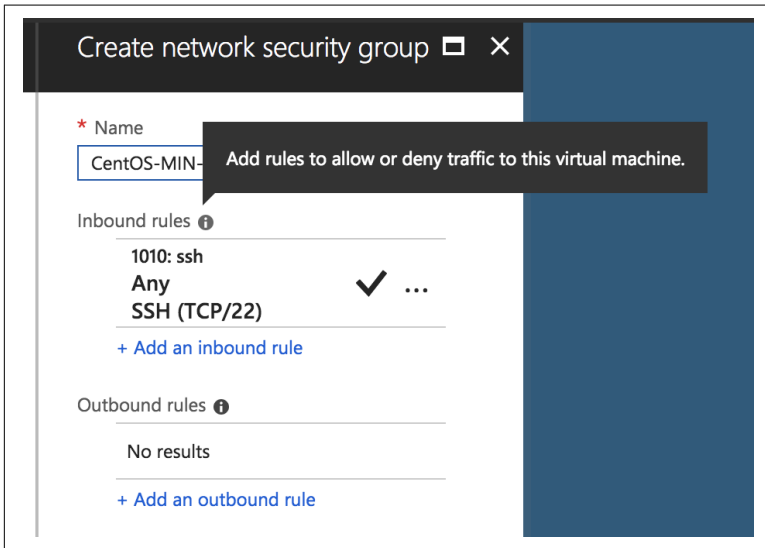 Create network security group
* Name
CentOS-MIN-
Add rules to allow or deny traffic to this virtual machine.
Inbound rules
1010: ssh
Any
SSH (TCP/22)
...
+ Add an inbound rule
Outbound rules
No results
+ Add an outbound rule